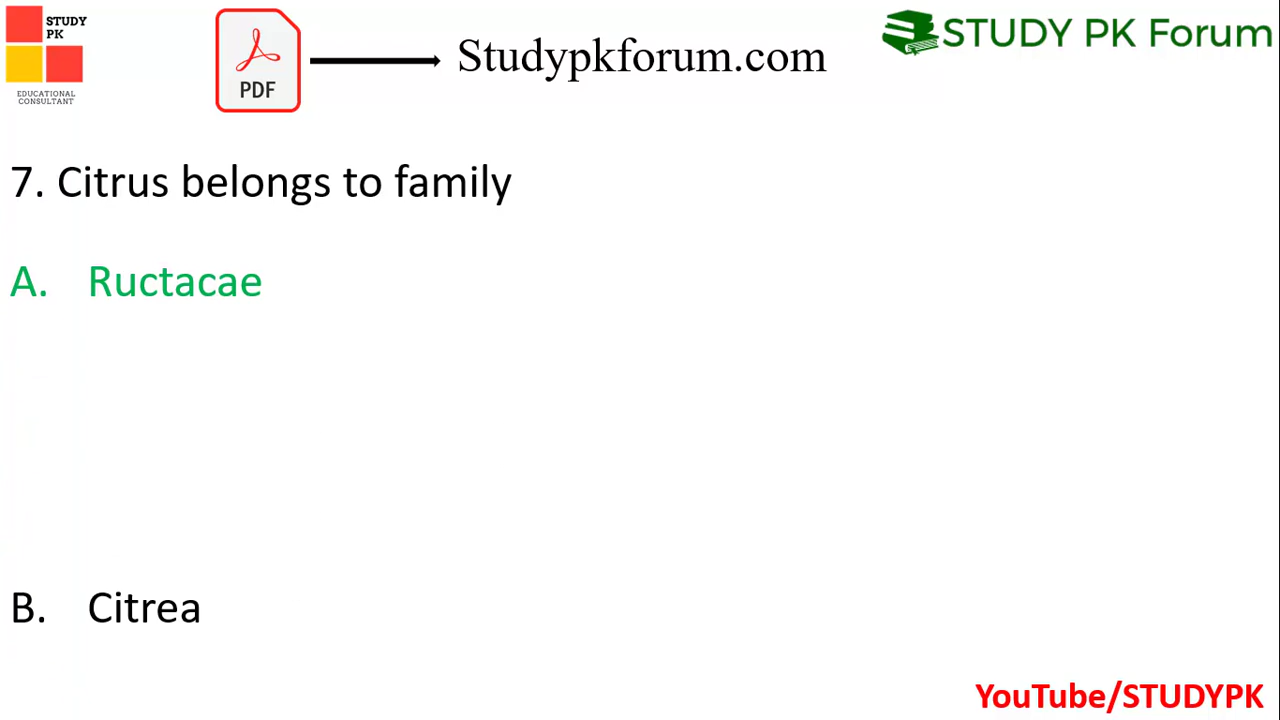 STUDY
PK
EDUCATIONAL
CONSULTANT
PDF
Studypkforum.com
STUDY PK Forum
7. Citrus belongs to family
A. Ructacae
B. Citrea
YouTube/STUDYPK